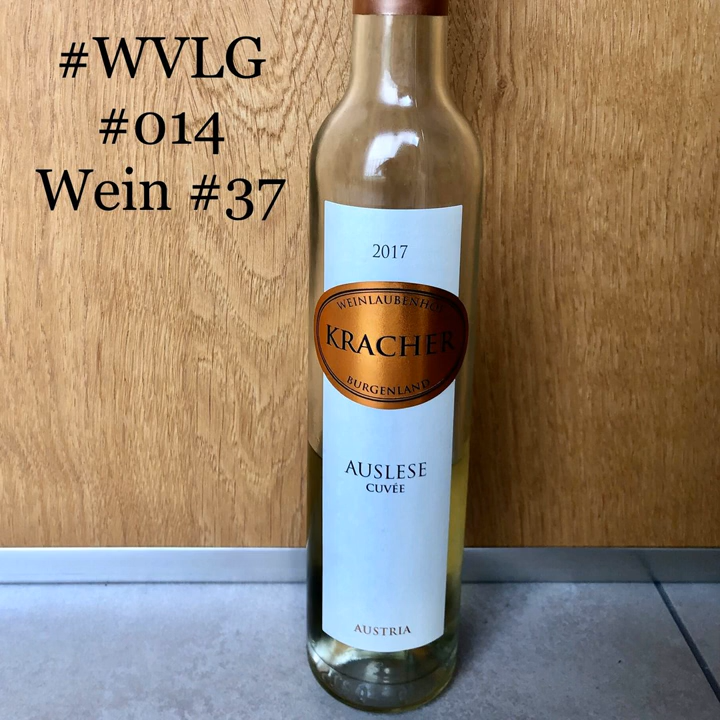 #WVLG
#014
Wein #37
2017
WEINLAUBENHOF
KRACHER
BURGENLAND
AUSLESE
CUVÉE
AUSTRIA